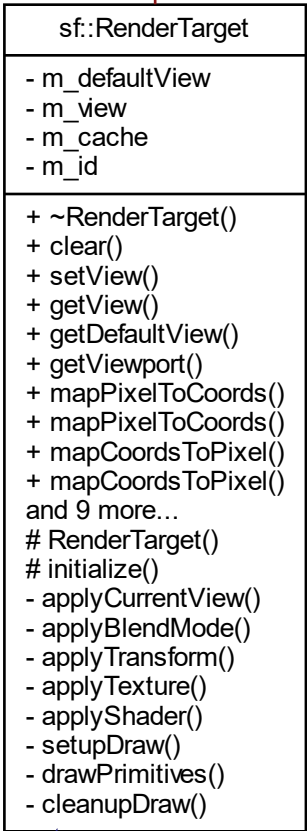 sf::RenderTarget
- m_defaultView
- m_view
- m_cache
- m_id
+ ~RenderTarget()
+ clear()
+ setView()
+ getView()
+ getDefaultView()
+ getViewport()
+ mapPixelToCoords()
+ mapPixelToCoords()
+ mapCoordsToPixel()
+ mapCoordsToPixel()
and 9 more...
# RenderTarget()
# initialize()
- applyCurrentView()
- applyBlendMode()
- applyTransform()
- applyTexture()
- applyShader()
- setupDraw()
- drawPrimitives()
- cleanupDraw()